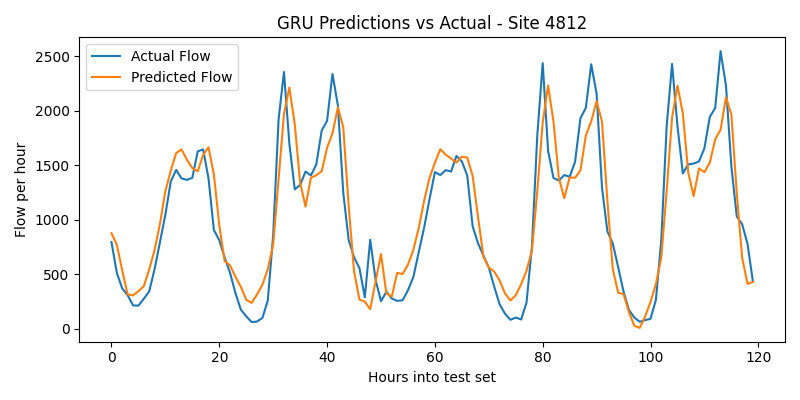 GRU Predictions vs Actual - Site 4812
Actual Flow
Predicted Flow
Flow per hour
2500
2000
1500
1000
500
0
0 20 40 60 80 100 120
Hours into test set